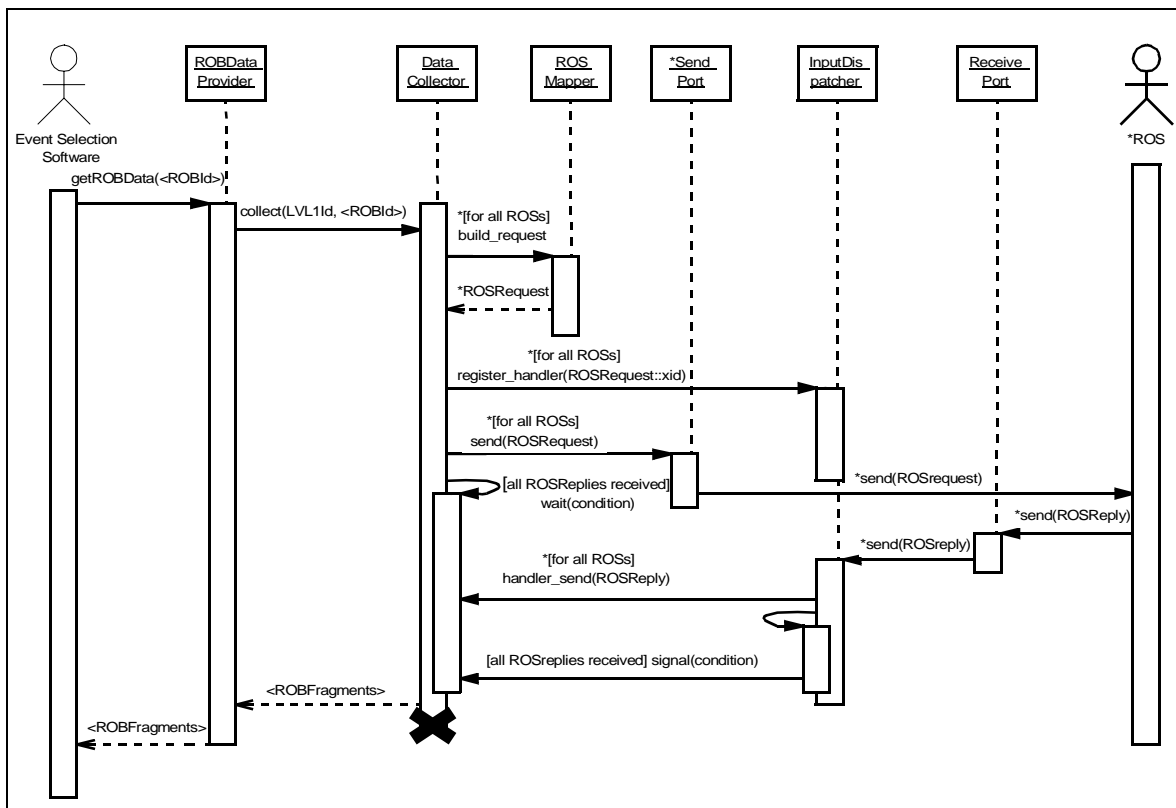 ROBData
Provider
Data
Collector
ROS
Mapper
*Send
Port
InputDis
patcher
Receive
Port
Event Selection
Software
*ROS
getROBData(<ROBId>)
collect(LVL1Id, <ROBId>)
*[for all ROSs]
build_request
*ROSRequest
*[for all ROSs]
register_handler(ROSRequest::xid)
*[for all ROSs]
send(ROSRequest)
[all ROSReplies received]
wait(condition)
*send(ROSrequest)
*send(ROSReply)
*send(ROSreply)
*[for all ROSs]
handler_send(ROSReply)
[all ROSreplies received] signal(condition)
<ROBFragments>
<ROBFragments>